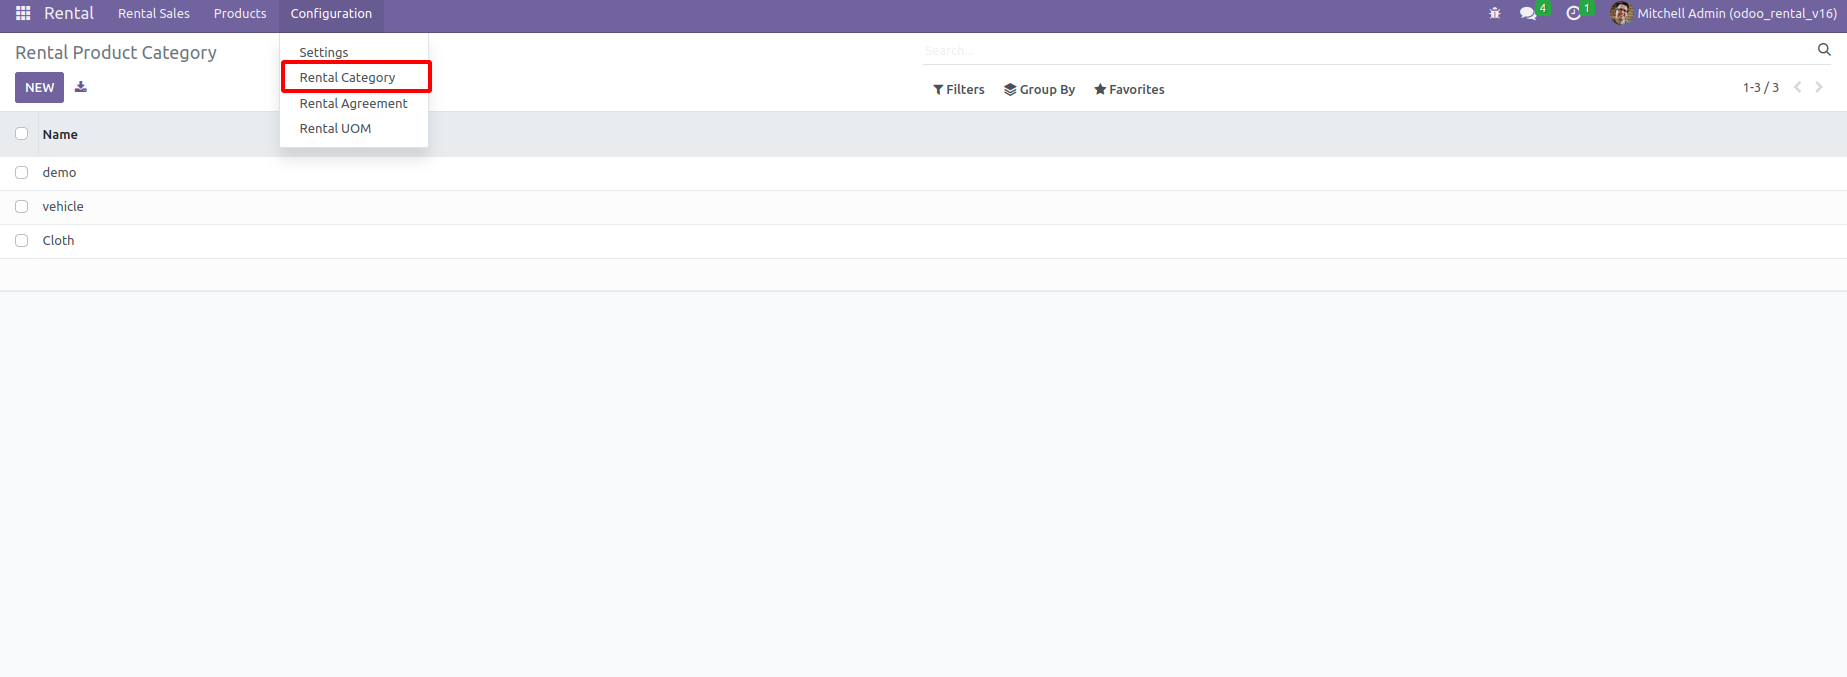 Rental Rental Sales Products Configuration 4 1 Mitchell Admin (odoo_rental_v16)
Rental Product Category
Search...
NEW
Settings
Rental Category
Rental Agreement
Rental UOM
Filters Group By Favorites
1-3 / 3
Name
demo
vehicle
Cloth